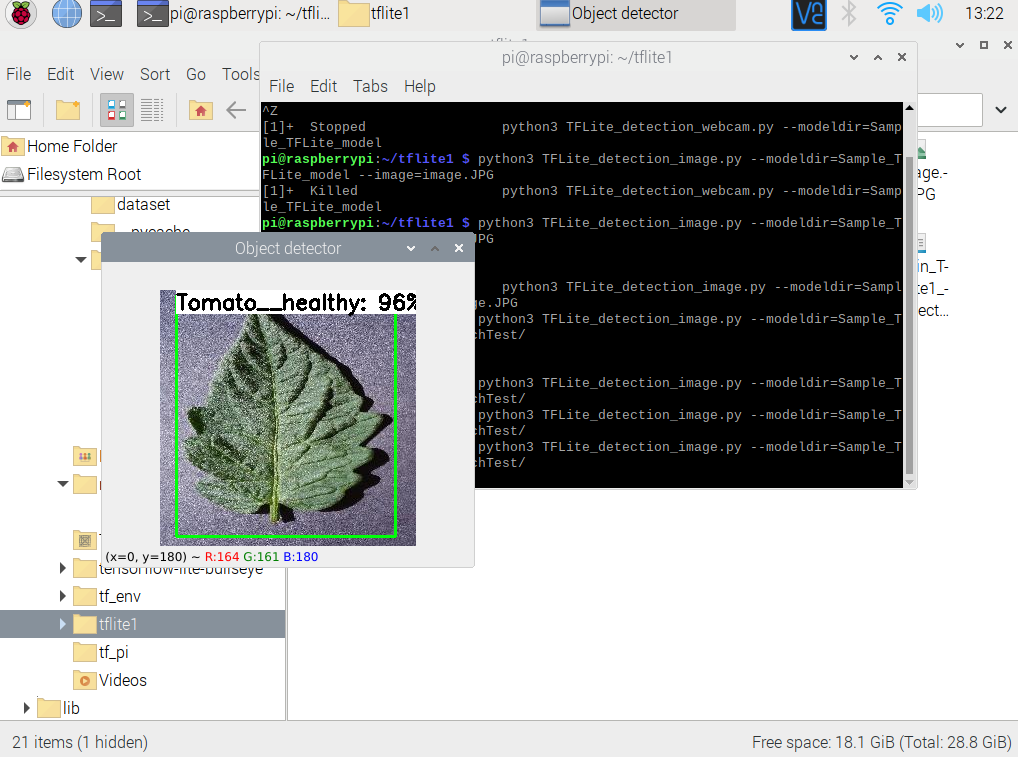 pi@raspberrypi: ~/tfli...
tflite1
Object detector
13:22
File Edit View Sort Go Tools
Home Folder
Filesystem Root
dataset
tensorflow-lite-bullseye
tf_env
tflite1
tf_pi
Videos
lib
21 items (1 hidden)
Free space: 18.1 GiB (Total: 28.8 GiB)
pi@raspberrypi: ~/tflite1
File Edit Tabs Help
^Z
[1]+ Stopped python3 TFLite_detection_webcam.py --modeldir=Samp
le_TFLite_model
pi@raspberrypi:~/tflite1 $ python3 TFLite_detection_image.py --modeldir=Sample_T
FLite_model --image=image.JPG
[1]+ Killed python3 TFLite_detection_webcam.py --modeldir=Samp
le_TFLite_model
pi@raspberrypi:~/tflite1 $ python3 TFLite_detection_image.py --modeldir=Sample_T
JPG
python3 TFLite_detection_image.py --modeldir=Sampl
ge.JPG
python3 TFLite_detection_image.py --modeldir=Sample_T
chTest/
python3 TFLite_detection_image.py --modeldir=Sample_T
chTest/
python3 TFLite_detection_image.py --modeldir=Sample_T
chTest/
python3 TFLite_detection_image.py --modeldir=Sample_T
chTest/
age.-
PG
in_T-
te1_-
ect...
Object detector
Tomato__healthy: 96%
(x=0, y=180) ~ R:164 G:161 B:180